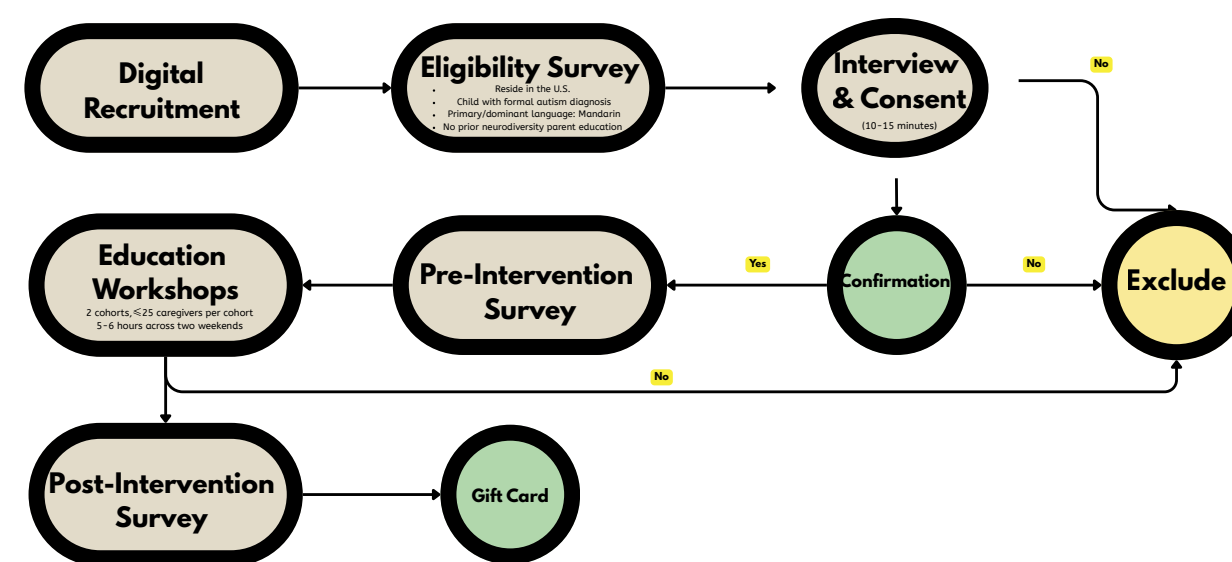 Digital
Recruitment
Eligibility Survey
• Reside in the U.S.
• Child with formal autism diagnosis
• Primary/dominant language: Mandarin
• No prior neurodiversity parent education
Interview
& Consent
(10-15 minutes)
No
Education
Workshops
2 cohorts, ≤25 caregivers per cohort
5-6 hours across two weekends
Pre-Intervention
Survey
Yes
Confirmation
No
Exclude
No
Post-Intervention
Survey
Gift Card